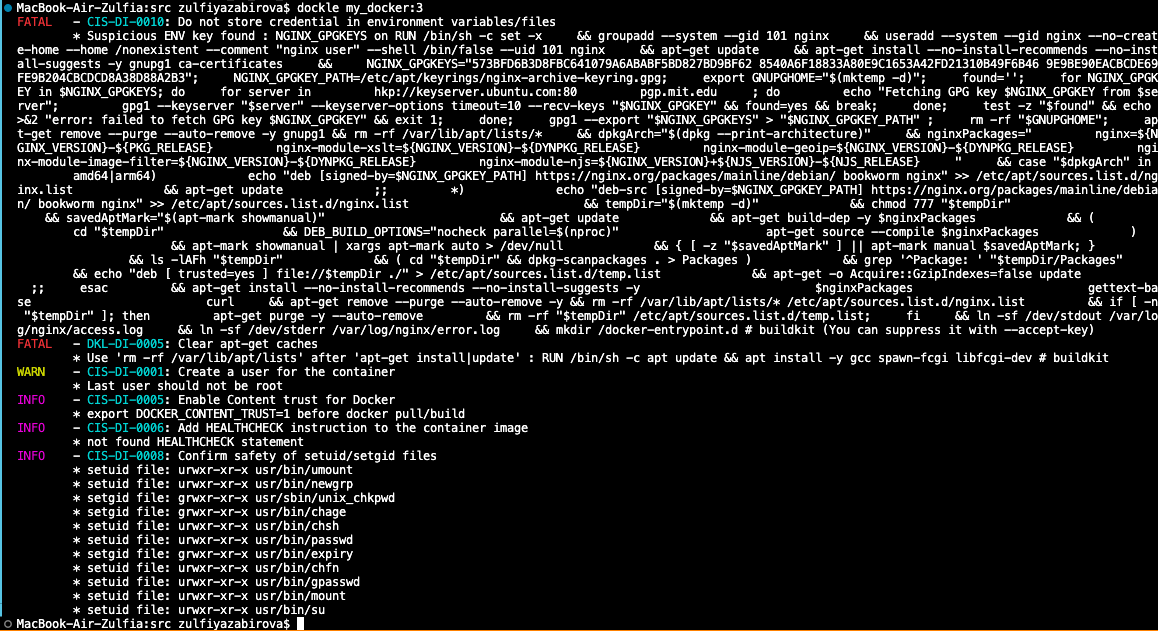 MacBook-Air-Zulfia:src zulfiyazabirova$ dockle my_docker:3
FATAL   - CIS-DI-0010: Do not store credential in environment variables/files
* Suspicious ENV key found : NGINX_GPGKEYS on RUN /bin/sh -c set -x     && groupadd --system --gid 101 nginx     && useradd --system --gid nginx --no-creat
e-home --home /nonexistent --comment "nginx user" --shell /bin/false --uid 101 nginx     && apt-get update     && apt-get install --no-install-recommends --no-inst
all-suggests -y gnupg1 ca-certificates     &&     NGINX_GPGKEYS="573BFD6B3D8FBC641079A6ABABF5BD827BD9BF62 8540A6F18833A80E9C1653A42FD21310B49F6B46 9E9BE90EACBCDE69
FE9B204CBCDCD8A38D88A2B3";     NGINX_GPGKEY_PATH=/etc/apt/keyrings/nginx-archive-keyring.gpg;     export GNUPGHOME="$(mktemp -d)";     found='';     for NGINX_GPGK
EY in $NGINX_GPGKEYS; do     for server in         hkp://keyserver.ubuntu.com:80         pgp.mit.edu     ; do         echo "Fetching GPG key $NGINX_GPGKEY from $se
rver";         gpg1 --keyserver "$server" --keyserver-options timeout=10 --recv-keys "$NGINX_GPGKEY" && found=yes && break;     done;     test -z "$found" && echo
>&2 "error: failed to fetch GPG key $NGINX_GPGKEY" && exit 1;     done;     gpg1 --export "$NGINX_GPGKEYS" > "$NGINX_GPGKEY_PATH" ;     rm -rf "$GNUPGHOME";     ap
t-get remove --purge --auto-remove -y gnupg1 && rm -rf /var/lib/apt/lists/*     && dpkgArch="$(dpkg --print-architecture)"     && nginxPackages="         nginx=${N
GINX_VERSION}-${PKG_RELEASE}         nginx-module-xslt=${NGINX_VERSION}-${DYNPKG_RELEASE}         nginx-module-geoip=${NGINX_VERSION}-${DYNPKG_RELEASE}         ngi
nx-module-image-filter=${NGINX_VERSION}-${DYNPKG_RELEASE}         nginx-module-njs=${NGINX_VERSION}+${NJS_VERSION}-${NJS_RELEASE}     "     && case "$dpkgArch" in
amd64|arm64)             echo "deb [signed-by=$NGINX_GPGKEY_PATH] https://nginx.org/packages/mainline/debian/ bookworm nginx" >> /etc/apt/sources.list.d/ng
inx.list             && apt-get update             ;;         *)             echo "deb-src [signed-by=$NGINX_GPGKEY_PATH] https://nginx.org/packages/mainline/debia
n/ bookworm nginx" >> /etc/apt/sources.list.d/nginx.list             && tempDir="$(mktemp -d)"             && chmod 777 "$tempDir"
&& savedAptMark="$(apt-mark showmanual)"             && apt-get update             && apt-get build-dep -y $nginxPackages             && (
cd "$tempDir"                 && DEB_BUILD_OPTIONS="nocheck parallel=$(nproc)"                     apt-get source --compile $nginxPackages             )
&& apt-mark showmanual | xargs apt-mark auto > /dev/null             && { [ -z "$savedAptMark" ] || apt-mark manual $savedAptMark; }
&& ls -lAFh "$tempDir"             && ( cd "$tempDir" && dpkg-scanpackages . > Packages )             && grep '^Package: ' "$tempDir/Packages"
&& echo "deb [ trusted=yes ] file://$tempDir ./" > /etc/apt/sources.list.d/temp.list             && apt-get -o Acquire::GzipIndexes=false update
;;     esac         && apt-get install --no-install-recommends --no-install-suggests -y                         $nginxPackages                         gettext-ba
se                         curl     && apt-get remove --purge --auto-remove -y && rm -rf /var/lib/apt/lists/* /etc/apt/sources.list.d/nginx.list         && if [ -n
"$tempDir" ]; then         apt-get purge -y --auto-remove         && rm -rf "$tempDir" /etc/apt/sources.list.d/temp.list;     fi     && ln -sf /dev/stdout /var/lo
g/nginx/access.log     && ln -sf /dev/stderr /var/log/nginx/error.log     && mkdir /docker-entrypoint.d # buildkit (You can suppress it with --accept-key)
FATAL   - DKL-DI-0005: Clear apt-get caches
* Use 'rm -rf /var/lib/apt/lists' after 'apt-get install|update' : RUN /bin/sh -c apt update && apt install -y gcc spawn-fcgi libfcgi-dev # buildkit
WARN    - CIS-DI-0001: Create a user for the container
* Last user should not be root
INFO    - CIS-DI-0005: Enable Content trust for Docker
* export DOCKER_CONTENT_TRUST=1 before docker pull/build
INFO    - CIS-DI-0006: Add HEALTHCHECK instruction to the container image
* not found HEALTHCHECK statement
INFO    - CIS-DI-0008: Confirm safety of setuid/setgid files
* setuid file: urwxr-xr-x usr/bin/umount
* setuid file: urwxr-xr-x usr/bin/newgrp
* setgid file: grwxr-xr-x usr/sbin/unix_chkpwd
* setgid file: grwxr-xr-x usr/bin/chage
* setuid file: urwxr-xr-x usr/bin/chsh
* setuid file: urwxr-xr-x usr/bin/passwd
* setgid file: grwxr-xr-x usr/bin/expiry
* setuid file: urwxr-xr-x usr/bin/chfn
* setuid file: urwxr-xr-x usr/bin/gpasswd
* setuid file: urwxr-xr-x usr/bin/mount
* setuid file: urwxr-xr-x usr/bin/su
MacBook-Air-Zulfia:src zulfiyazabirova$